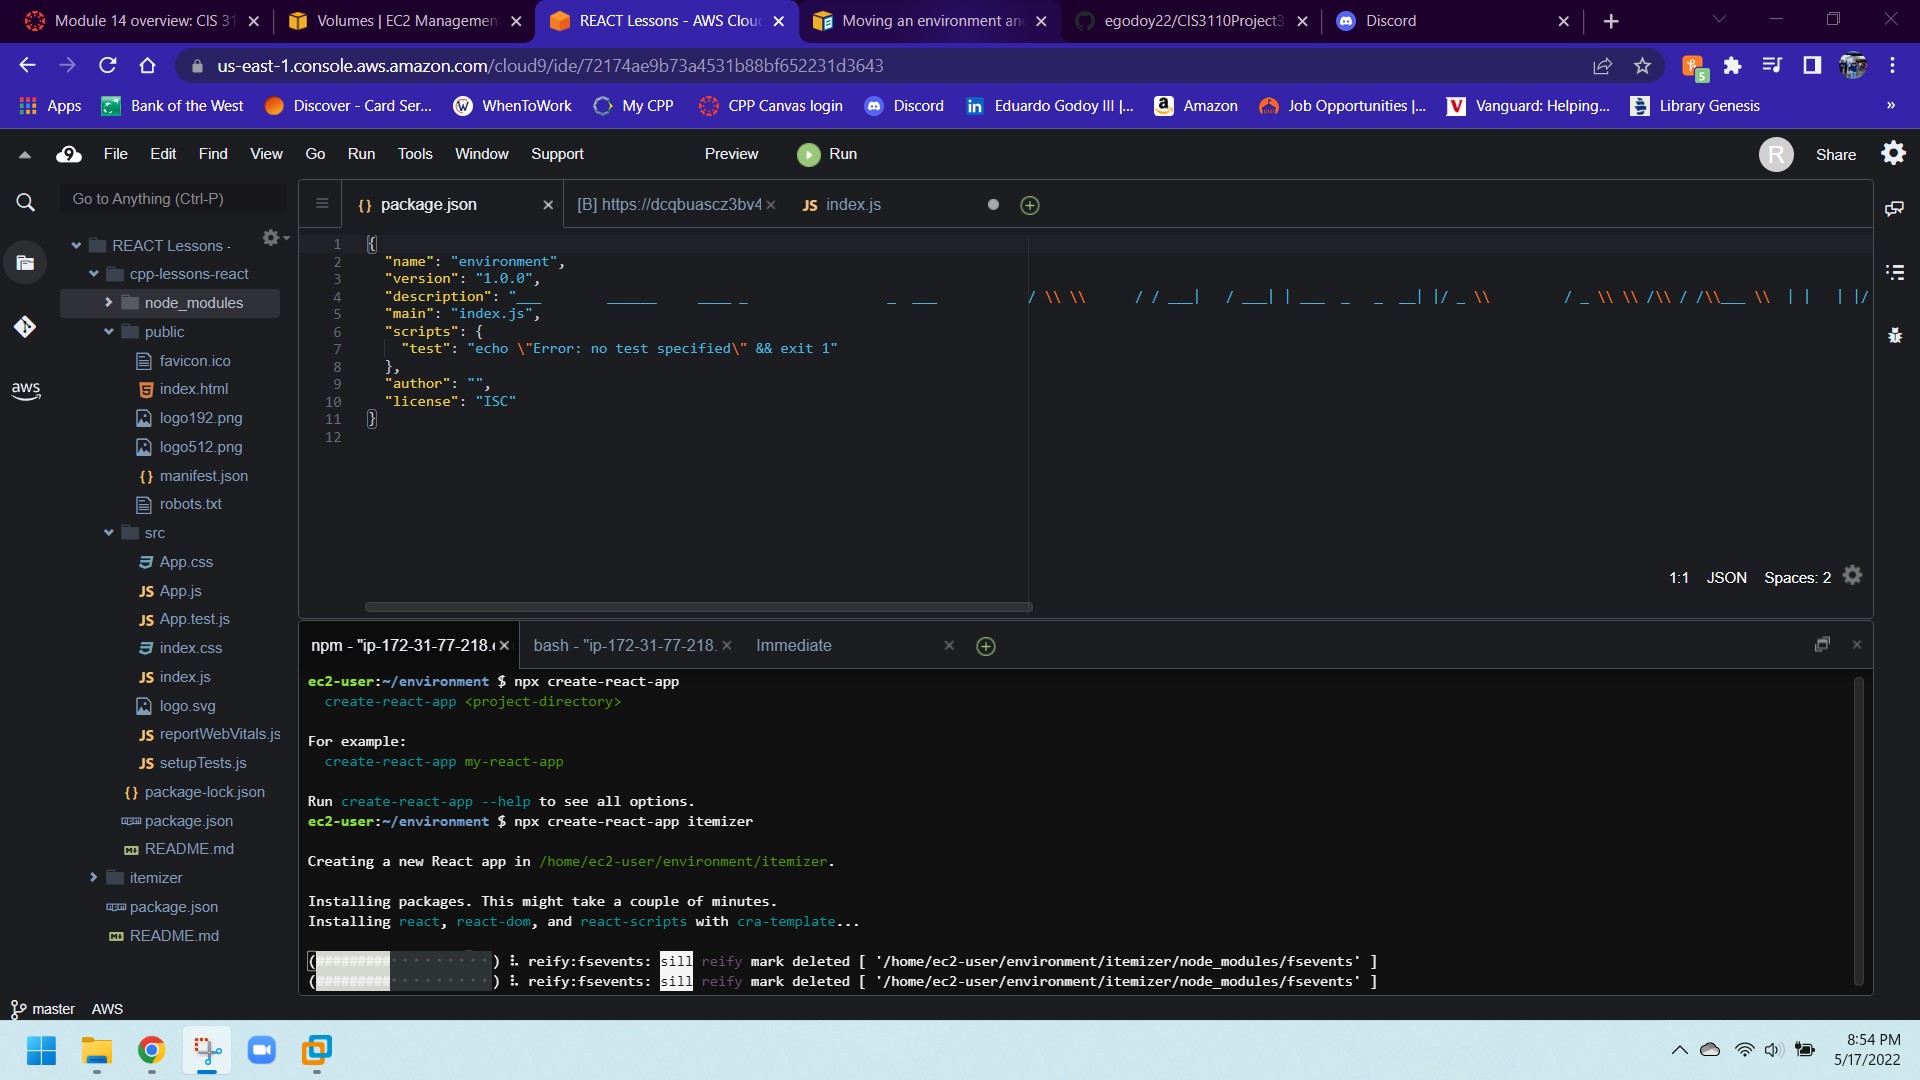 Module 14 overview: CIS 31
Volumes | EC2 Managemen
REACT Lessons - AWS Clou
Moving an environment an
egodoy22/CIS3110Project3
Discord
us-east-1.console.aws.amazon.com/cloud9/ide/72174ae9b73a4531b88bf652231d3643
5
Apps
Bank of the West
Discover - Card Ser...
WhenToWork
My CPP
CPP Canvas login
Discord
Eduardo Godoy III |...
Amazon
Job Opportunities |...
Vanguard: Helping...
Library Genesis
»
9 File Edit Find View Go Run Tools Window Support Preview Run R Share
Go to Anything (Ctrl-P)
{} package.json
[B] https://dcqbuascz3bv4
JS index.js
REACT Lessons -
cpp-lessons-react
node_modules
public
favicon.ico
index.html
logo192.png
logo512.png
{} manifest.json
robots.txt
src
App.css
JS App.js
JS App.test.js
index.css
JS index.js
logo.svg
JS reportWebVitals.js
JS setupTests.js
{} package-lock.json
package.json
README.md
itemizer
package.json
README.md
aws
1 {
2 "name": "environment",
3 "version": "1.0.0",
4 "description": "___ ______ ____ _ _ ___ / \\ \\ / / ___| / ___| | ___ _ _ __| |/ _ \\ / _ \\ \\ /\\ / /\\___ \\ | | | |/
5 "main": "index.js",
6 "scripts": {
7 "test": "echo \"Error: no test specified\" && exit 1"
8 },
9 "author": "",
10 "license": "ISC"
11 }
12
1:1 JSON Spaces: 2
npm - "ip-172-31-77-218.e
bash - "ip-172-31-77-218.
Immediate
ec2-user:~/environment $ npx create-react-app
create-react-app <project-directory>
For example:
create-react-app my-react-app
Run create-react-app --help to see all options.
ec2-user:~/environment $ npx create-react-app itemizer
Creating a new React app in /home/ec2-user/environment/itemizer.
Installing packages. This might take a couple of minutes.
Installing react, react-dom, and react-scripts with cra-template...
(#########·········) ⠧ reify:fsevents: sill reify mark deleted [ '/home/ec2-user/environment/itemizer/node_modules/fsevents' ]
(#########·········) ⠧ reify:fsevents: sill reify mark deleted [ '/home/ec2-user/environment/itemizer/node_modules/fsevents' ]
master AWS
8:54 PM
5/17/2022